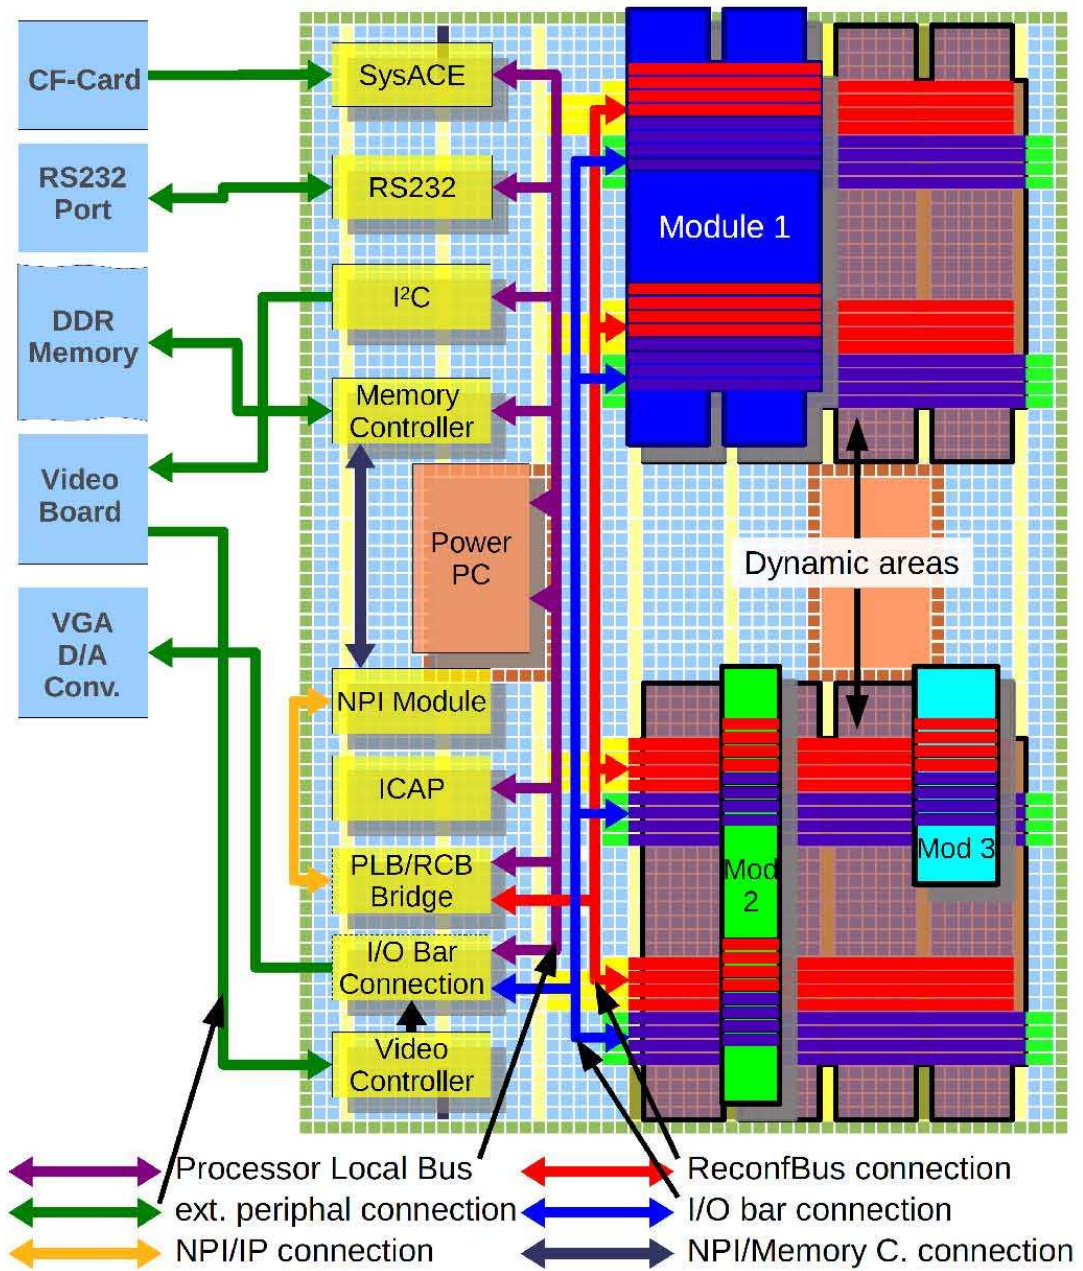 CF-Card
SysACE
RS232
Port
RS232
Module 1
DDR
Memory
I²C
Memory
Controller
Video
Board
Power
PC
Dynamic areas
VGA
D/A
Conv.
NPI Module
ICAP
Mod 3
PLB/RCB
Bridge
Mod
2
I/O Bar
Connection
Video
Controller
Processor Local Bus
ReconfBus connection
ext. periphal connection
I/O bar connection
NPI/IP connection
NPI/Memory C. connection